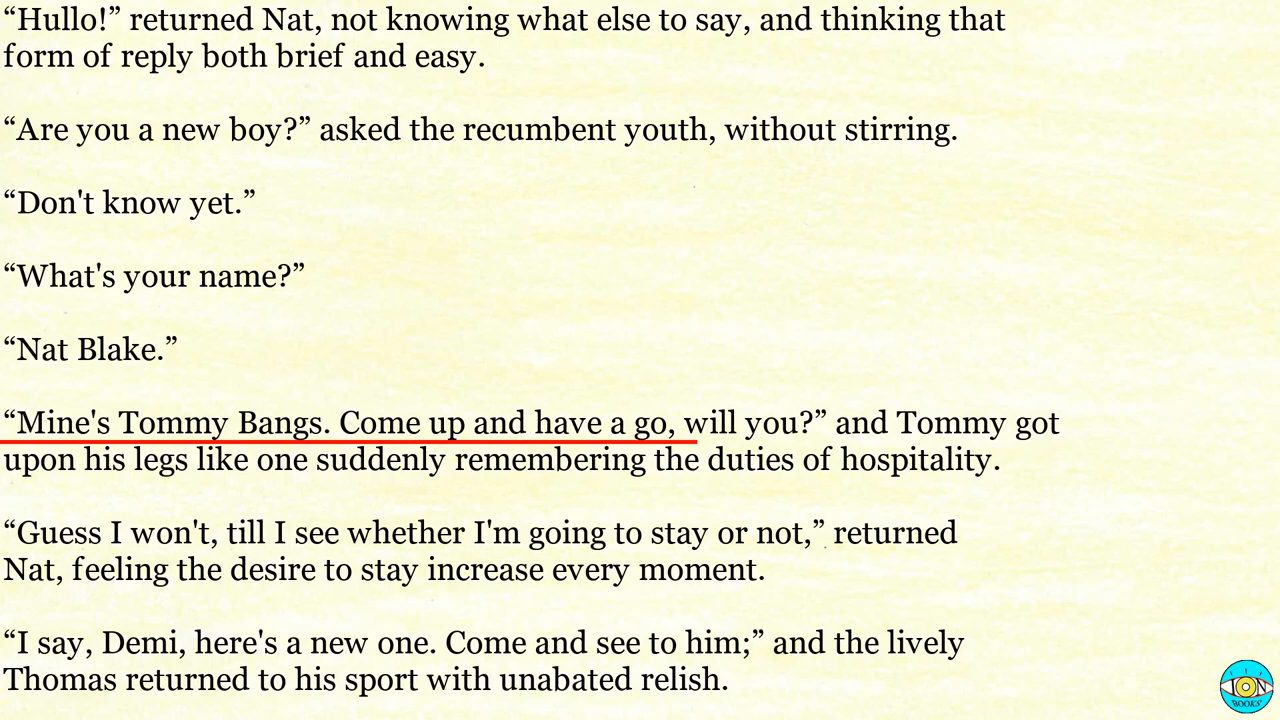 “Hullo!” returned Nat, not knowing what else to say, and thinking that
form of reply both brief and easy.
“Are you a new boy?” asked the recumbent youth, without stirring.
“Don't know yet.”
“What's your name?”
“Nat Blake.”
“Mine's Tommy Bangs. Come up and have a go, will you?” and Tommy got
upon his legs like one suddenly remembering the duties of hospitality.
“Guess I won't, till I see whether I'm going to stay or not,” returned
Nat, feeling the desire to stay increase every moment.
“I say, Demi, here's a new one. Come and see to him;” and the lively
Thomas returned to his sport with unabated relish.
ION
BOOKS